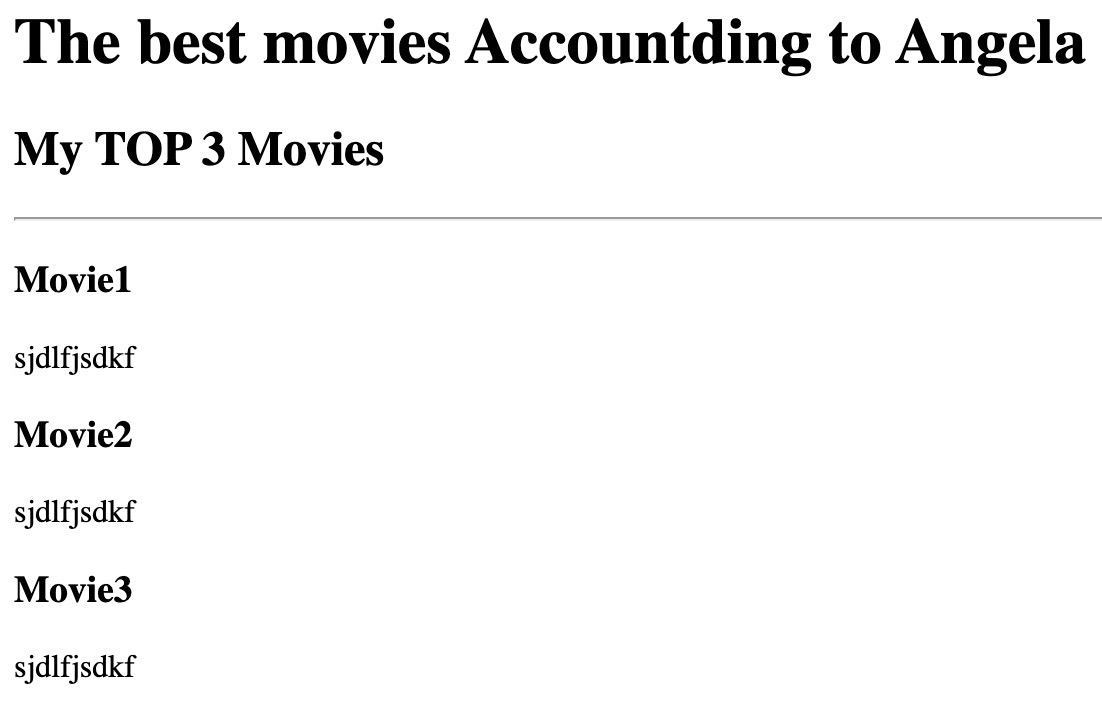 The best movies Accountding to Angela
My TOP 3 Movies
Movie1
sjdlfjsdkf
Movie2
sjdlfjsdkf
Movie3
sjdlfjsdkf